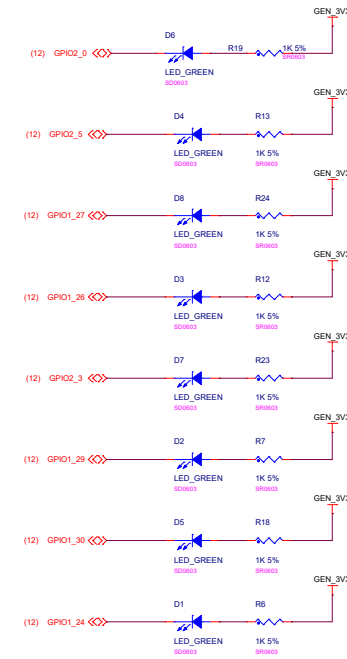 GEN_3V3
D6
(12) GPIO2_0
R19
1K 5%
SR0603
LED_GREEN
SD0603
GEN_3V3
D4
R13
(12) GPIO2_5
LED_GREEN
1K 5%
SD0603
SR0603
GEN_3V3
D8
R24
(12) GPIO1_27
LED_GREEN
1K 5%
SD0603
SR0603
GEN_3V3
D3
R12
(12) GPIO1_26
LED_GREEN
1K 5%
SD0603
SR0603
GEN_3V3
D7
R23
(12) GPIO2_3
LED_GREEN
1K 5%
SD0603
SR0603
GEN_3V3
D2
R7
(12) GPIO1_29
LED_GREEN
1K 5%
SD0603
SR0603
GEN_3V3
D5
R18
(12) GPIO1_30
LED_GREEN
1K 5%
SD0603
SR0603
GEN_3V3
D1
R6
(12) GPIO1_24
LED_GREEN
1K 5%
SD0603
SR0603